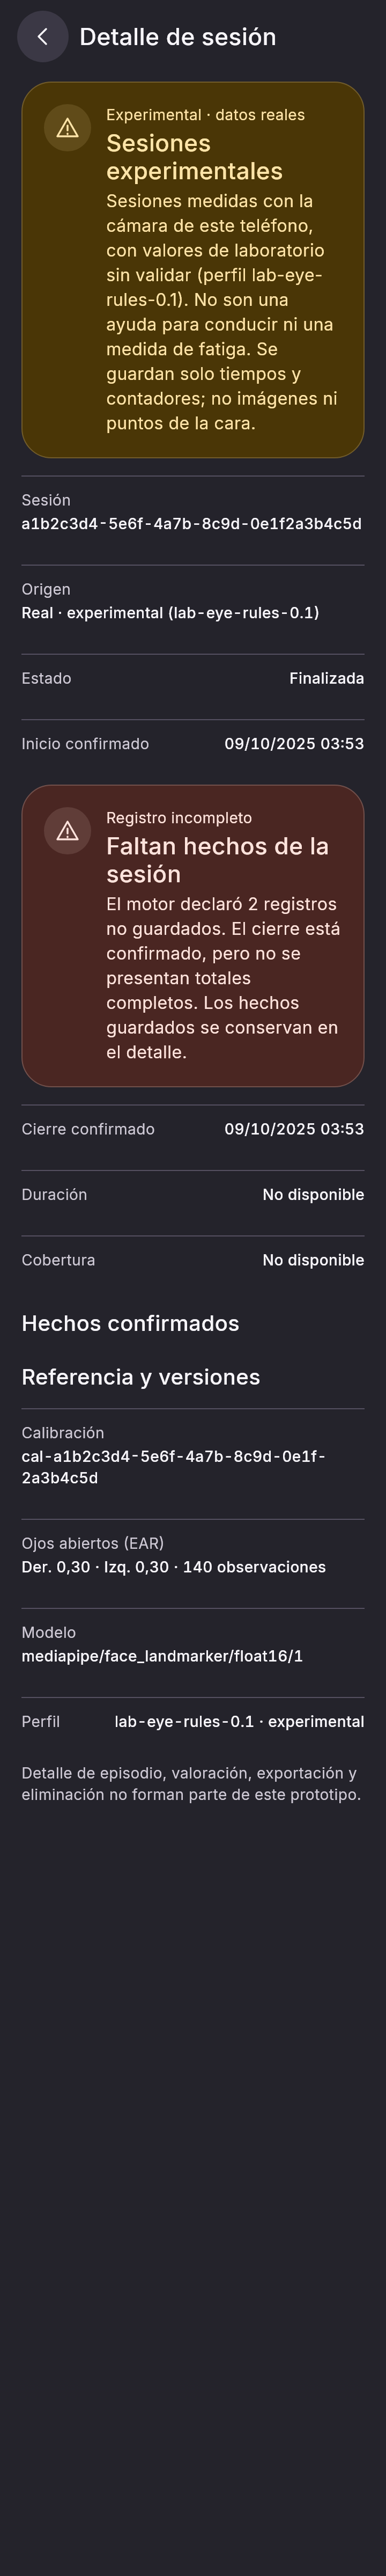 Detalle de sesión
Experimental · datos reales
Sesiones
experimentales
Sesiones medidas con la
cámara de este teléfono,
con valores de laboratorio
sin validar (perfil lab-eye-
rules-0.1). No son una
ayuda para conducir ni una
medida de fatiga. Se
guardan solo tiempos y
contadores; no imágenes ni
puntos de la cara.
Sesión
a1b2c3d4-5e6f-4a7b-8c9d-0e1f2a3b4c5d
Origen
Real · experimental (lab-eye-rules-0.1)
Estado Finalizada
Inicio confirmado 09/10/2025 03:53
Registro incompleto
Faltan hechos de la
sesión
El motor declaró 2 registros
no guardados. El cierre está
confirmado, pero no se
presentan totales
completos. Los hechos
guardados se conservan en
el detalle.
Cierre confirmado 09/10/2025 03:53
Duración No disponible
Cobertura No disponible
Hechos confirmados
Referencia y versiones
Calibración
cal-a1b2c3d4-5e6f-4a7b-8c9d-0e1f-
2a3b4c5d
Ojos abiertos (EAR)
Der. 0,30 · Izq. 0,30 · 140 observaciones
Modelo
mediapipe/face_landmarker/float16/1
Perfil lab-eye-rules-0.1 · experimental
Detalle de episodio, valoración, exportación y
eliminación no forman parte de este prototipo.